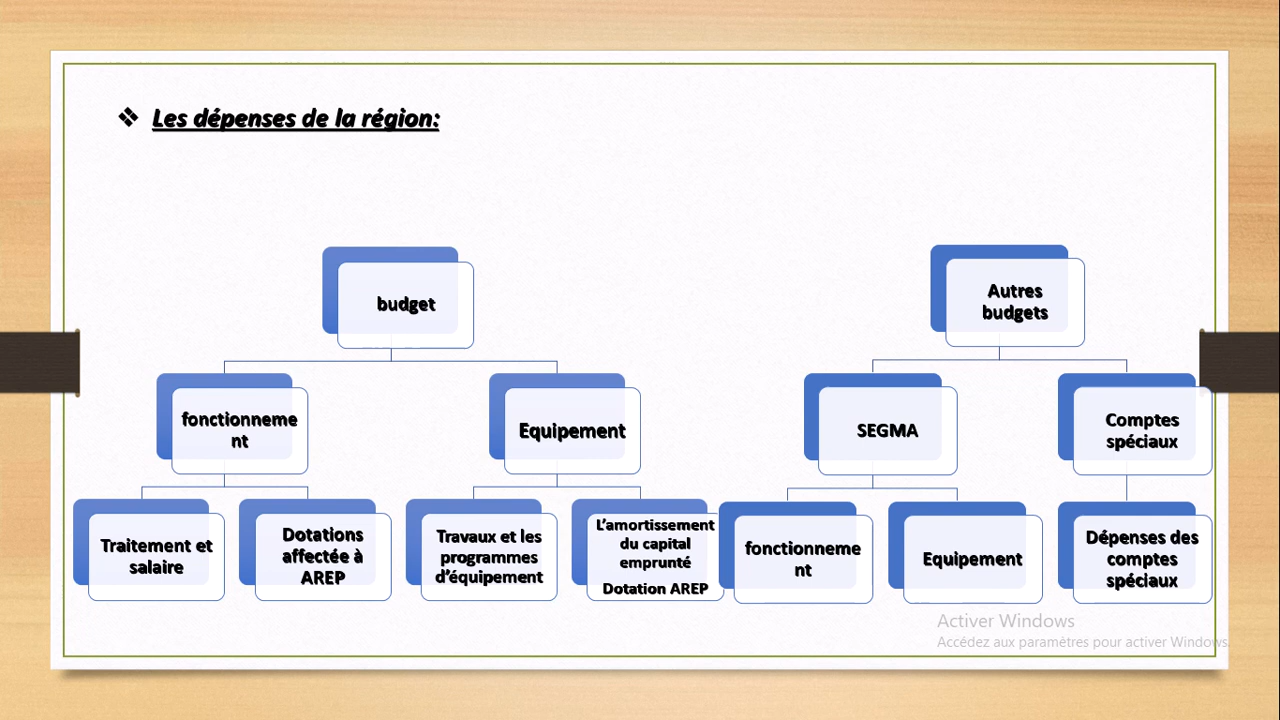 ❖ Les dépenses de la région:
budget
Autres
budgets
fonctionneme
nt
Equipement
SEGMA
Comptes
spéciaux
Traitement et
salaire
Dotations
affectée à
AREP
Travaux et les
programmes
d’équipement
L’amortissement
du capital
emprunté
Dotation AREP
fonctionneme
nt
Equipement
Dépenses des
comptes
spéciaux
Activer Windows
Accédez aux paramètres pour activer Windows.